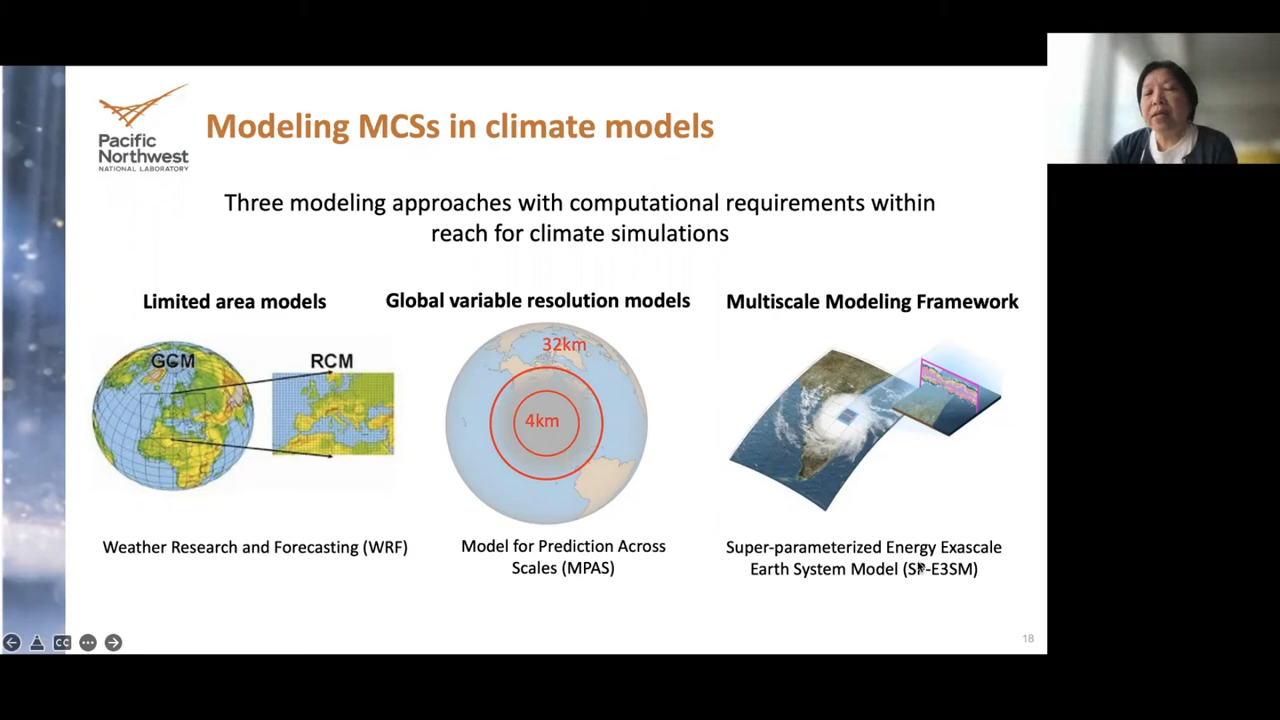 Pacific
Northwest
NATIONAL LABORATORY
Modeling MCSs in climate models
Three modeling approaches with computational requirements within
reach for climate simulations
Limited area models
Global variable resolution models
Multiscale Modeling Framework
GCM
RCM
32km
4km
Weather Research and Forecasting (WRF)
Model for Prediction Across
Scales (MPAS)
Super-parameterized Energy Exascale
Earth System Model (SP-E3SM)
CC
18